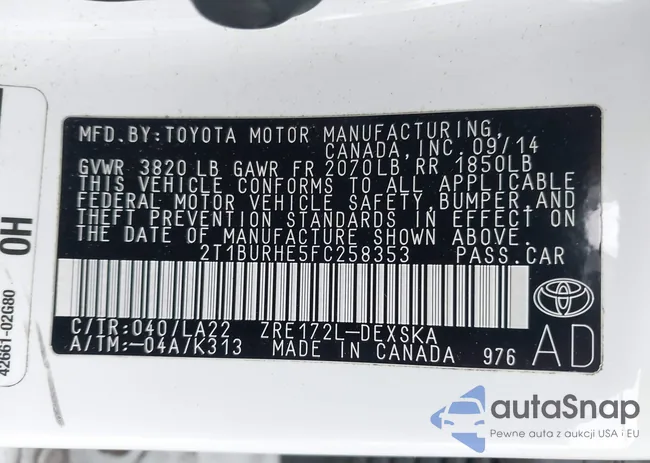 MFD.BY:TOYOTA MOTOR MANUFACTURING,
CANADA,INC.09/14
GVWR 3820 LB GAWR FR 2070LB RR 1850LB
THIS VEHICLE CONFORMS TO ALL APPLICABLE
FEDERAL MOTOR VEHICLE SAFETY,BUMPER,AND
THEFT PREVENTION STANDARDS IN EFFECT ON
THE DATE OF MANUFACTURE SHOWN ABOVE.
2T1BURHE5FC258353 PASS.CAR
C/TR:040/LA22 ZRE172L-DEXSKA
A/TM:-04A/K313 MADE IN CANADA 976 AD
42661-02G80 OH
autaSnap
Pewne auta z aukcji USA i EU